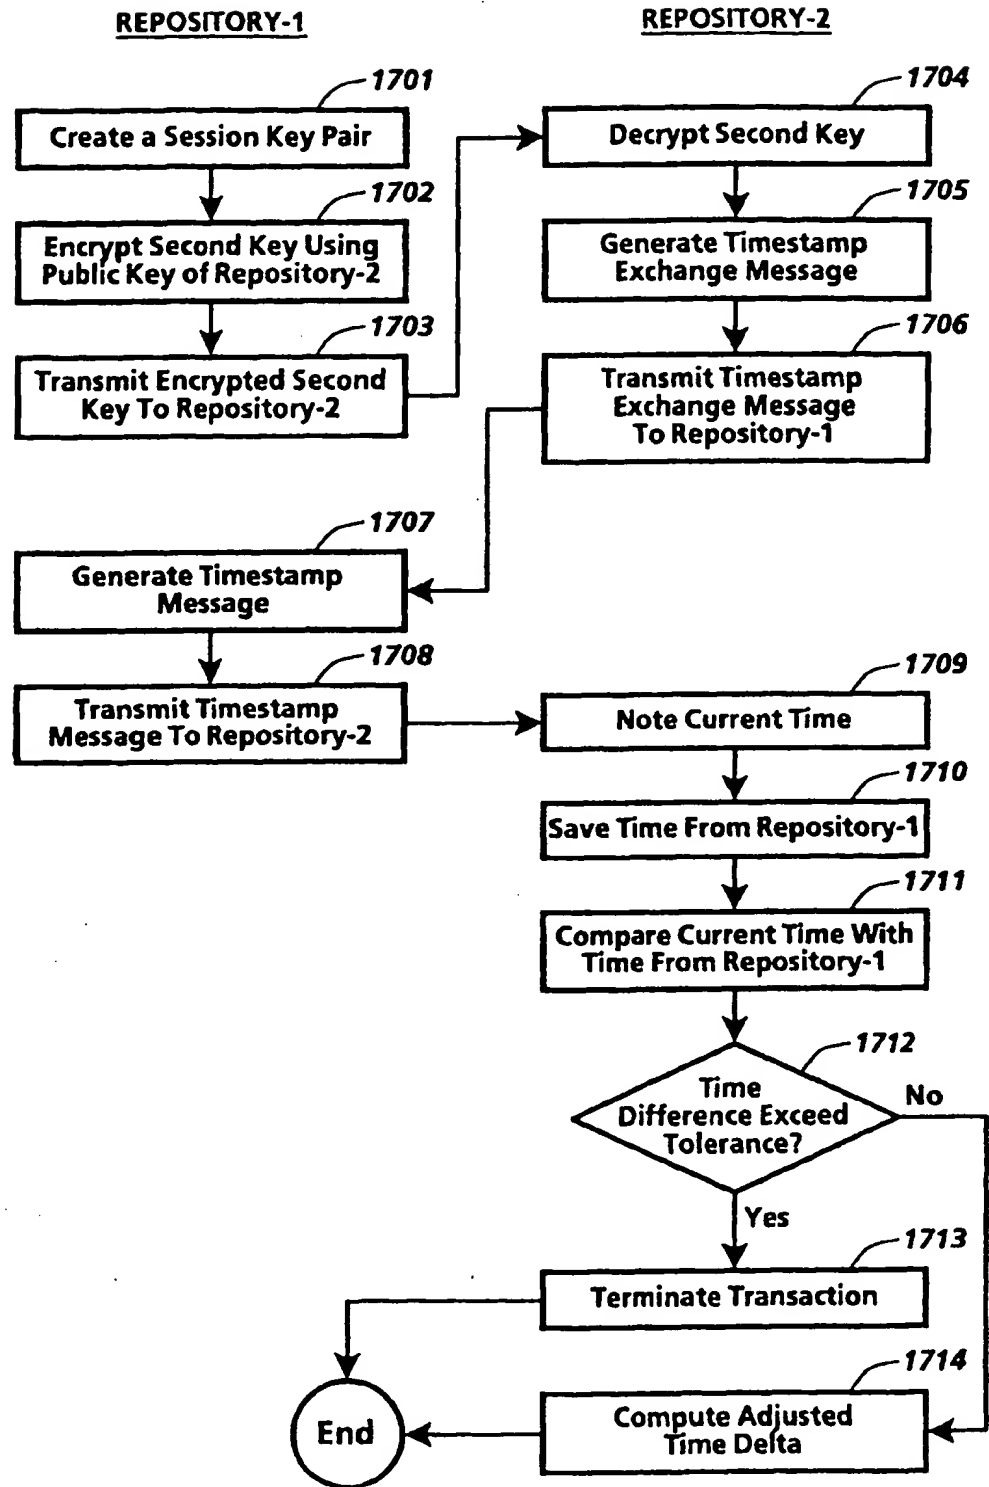 REPOSITORY-1
REPOSITORY-2
1701
Create a Session Key Pair
1702
Encrypt Second Key Using
Public Key of Repository-2
1703
Transmit Encrypted Second
Key To Repository-2
1704
Decrypt Second Key
1705
Generate Timestamp
Exchange Message
1706
Transmit Timestamp
Exchange Message
To Repository-1
1707
Generate Timestamp
Message
1708
Transmit Timestamp
Message To Repository-2
1709
Note Current Time
1710
Save Time From Repository-1
1711
Compare Current Time With
Time From Repository-1
1712
Time
Difference Exceed
Tolerance?
No
Yes
1713
Terminate Transaction
1714
Compute Adjusted
Time Delta
End